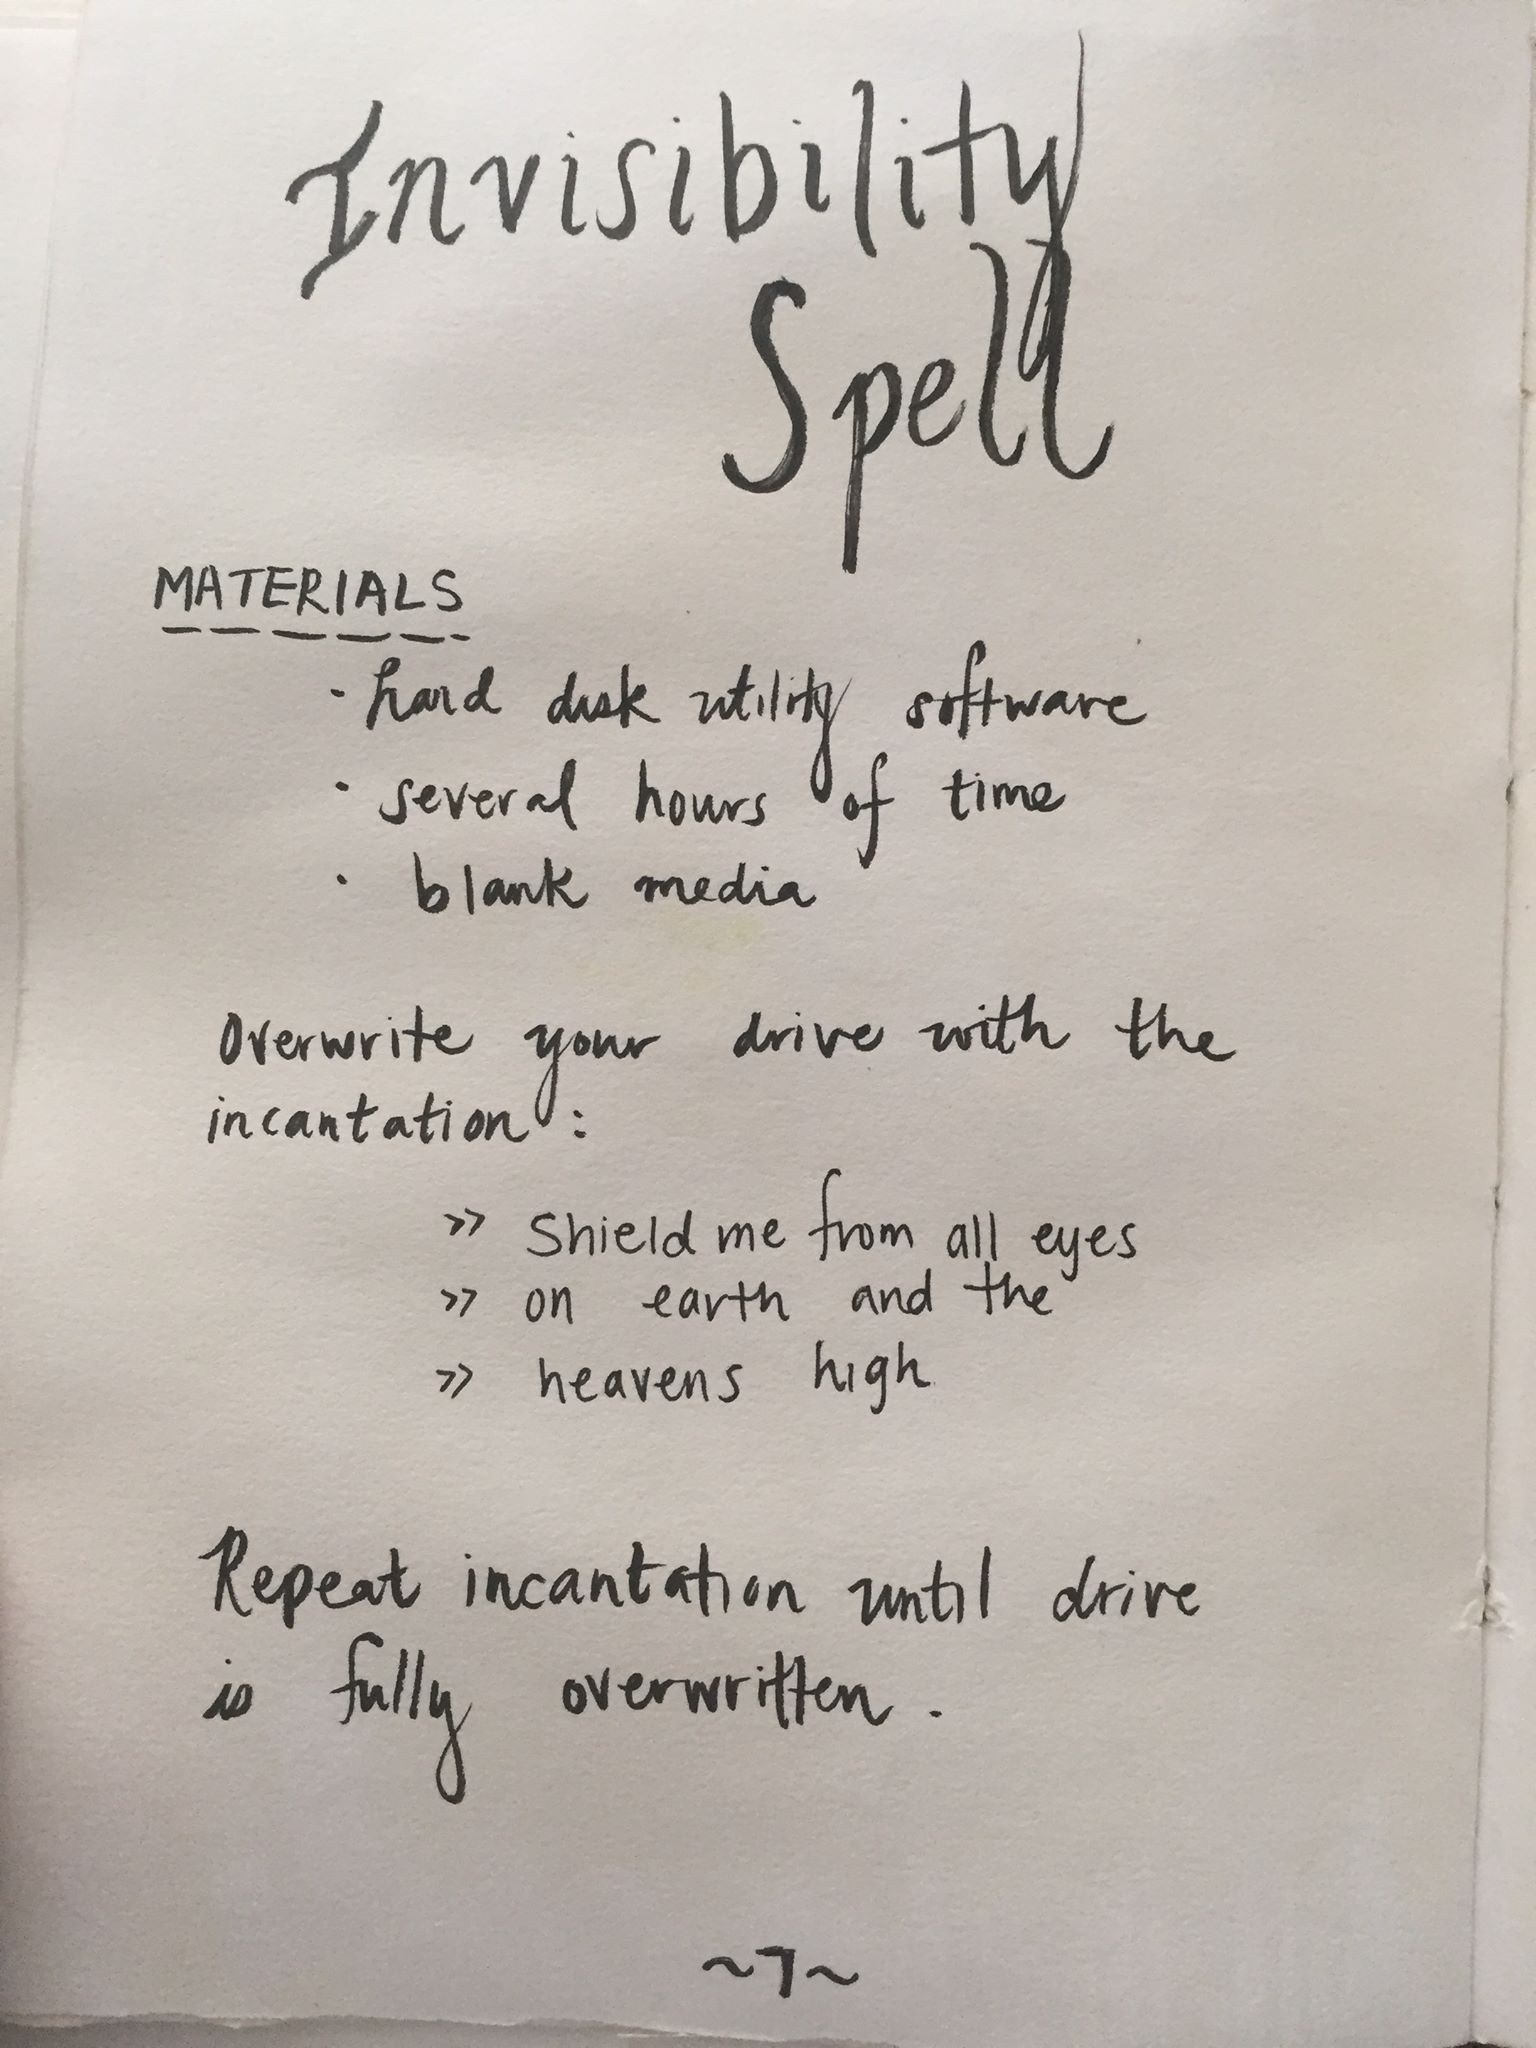 Invisibility
Spell
MATERIALS
· hard disk utility software
· several hours of time
· blank media
Overwrite your drive with the
incantation :
>> Shield me from all eyes
>> on earth and the
>> heavens high
Repeat incantation until drive
is fully overwritten .
~7~